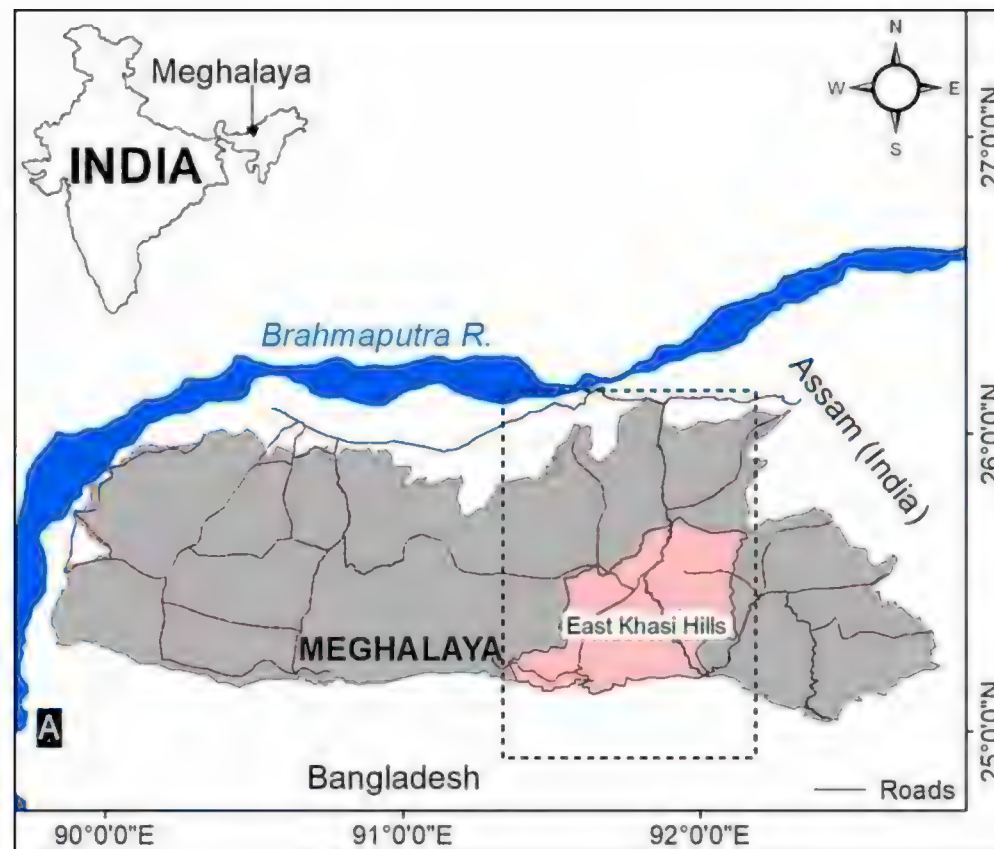 Meghalaya
INDIA
N
W
E
S
27°0'0"N
Brahmaputra R.
Assam (India)
26°0'0"N
East Khasi Hills
MEGHALAYA
A
25°0'0"N
Bangladesh
Roads
90°0'0"E
91°0'0"E
92°0'0"E